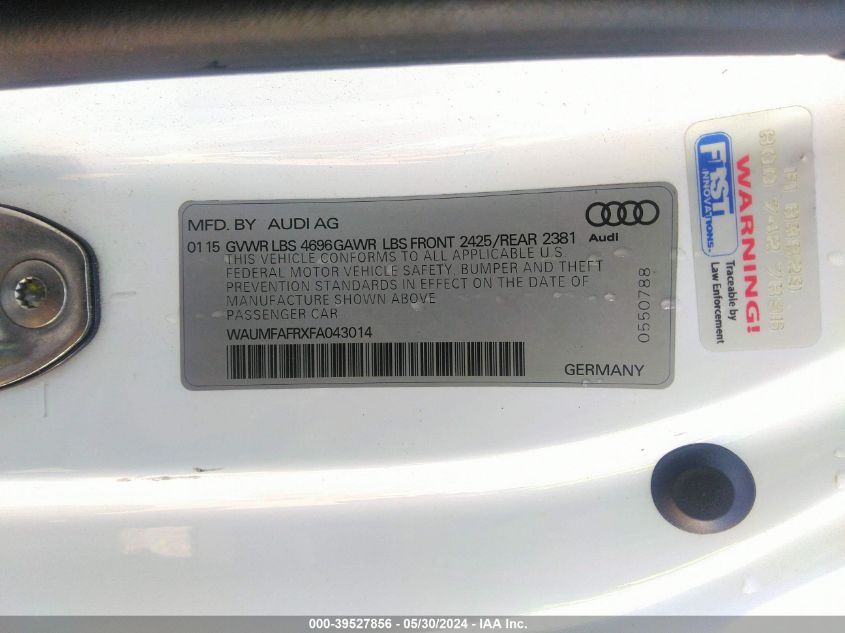 MFD. BY AUDI AG
Audi
01 15 GVWR LBS 4696 GAWR LBS FRONT 2425/REAR 2381
THIS VEHICLE CONFORMS TO ALL APPLICABLE U S
FEDERAL MOTOR VEHICLE SAFETY, BUMPER AND THEFT
PREVENTION STANDARDS IN EFFECT ON THE DATE OF
MANUFACTURE SHOWN ABOVE
PASSENGER CAR
WAUMFAFRXFA043014
GERMANY
0550788
FIRST
INNOVATIONS.
WARNING!
Traceable by
Law Enforcement
000-39527856 - 05/30/2024 - IAA Inc.